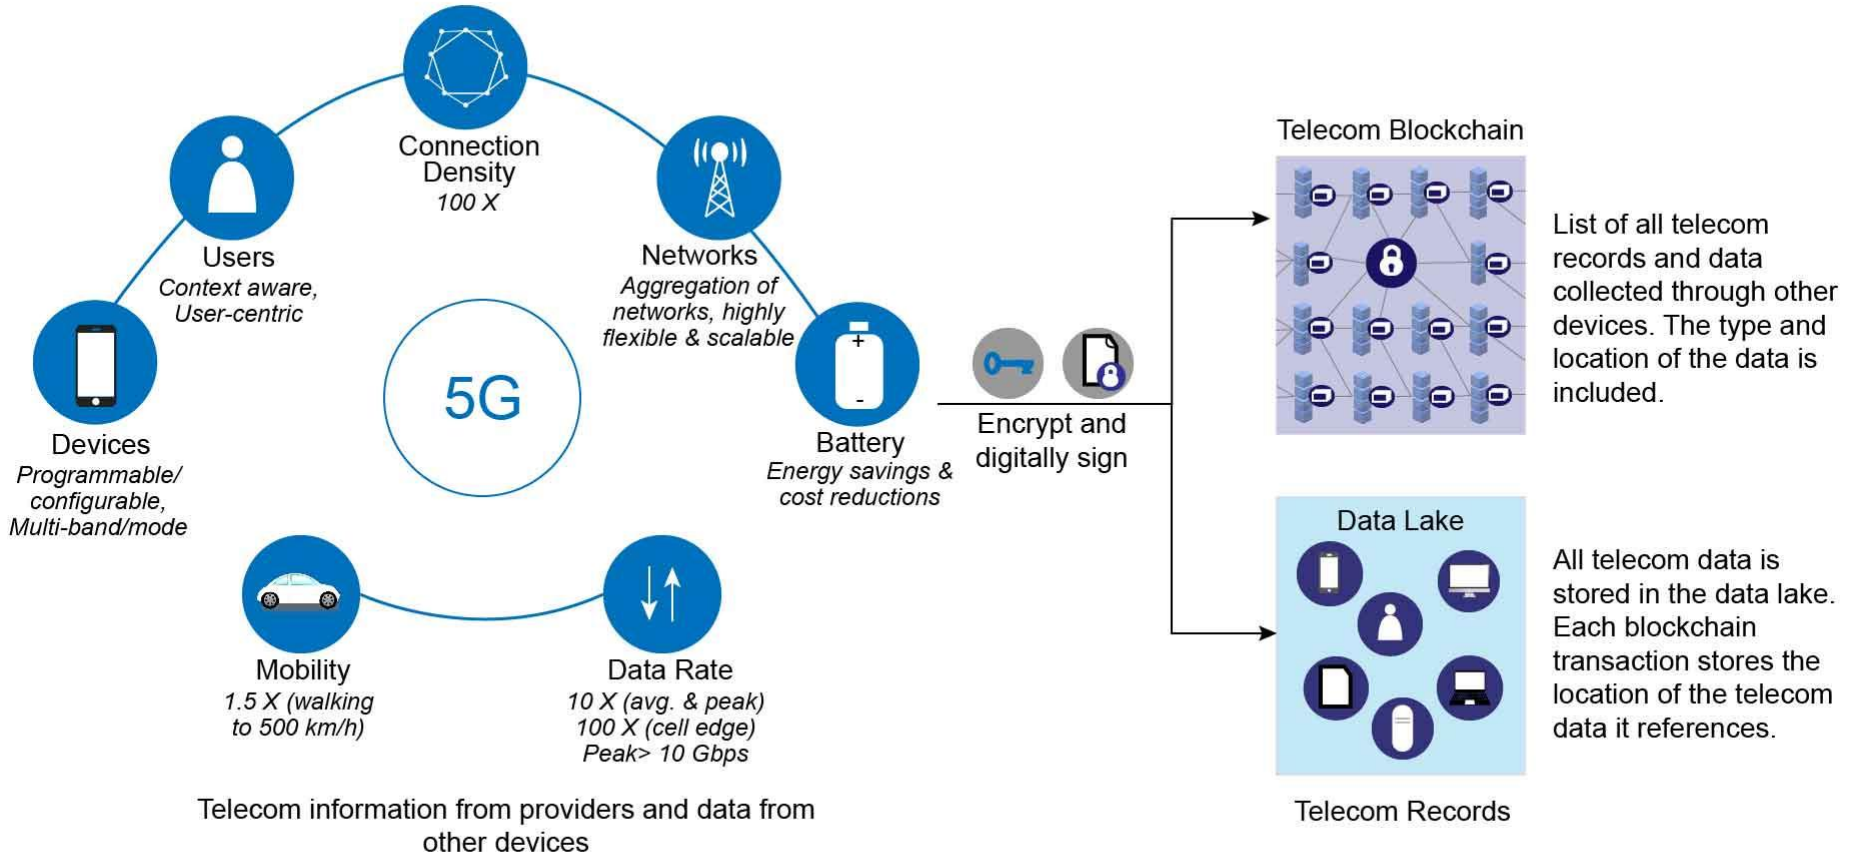 Connection
Density
100 X
Users
Context aware,
User-centric
Networks
Aggregation of
networks, highly
flexible & scalable
Devices
Programmable/
configurable,
Multi-band/mode
5G
+
-
Battery
Energy savings &
cost reductions
Mobility
1.5 X (walking
to 500 km/h)
Data Rate
10 X (avg. & peak)
100 X (cell edge)
Peak> 10 Gbps
Telecom information from providers and data from
other devices
Encrypt and
digitally sign
Telecom Blockchain
List of all telecom
records and data
collected through other
devices. The type and
location of the data is
included.
Data Lake
All telecom data is
stored in the data lake.
Each blockchain
transaction stores the
location of the telecom
data it references.
Telecom Records